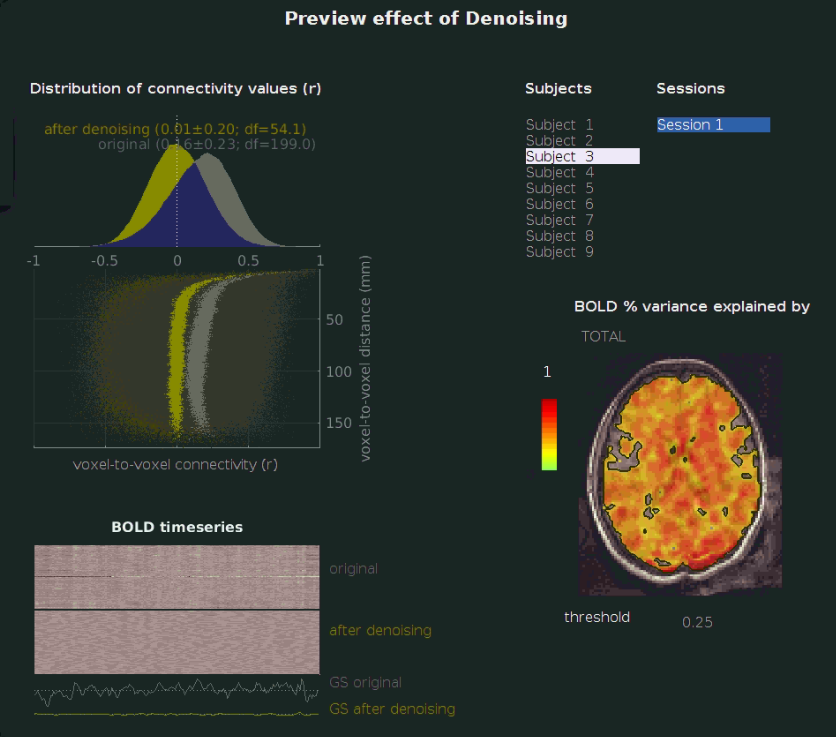 Preview effect of Denoising
Distribution of connectivity values (r)
after denoising (0.01±0.20; df=54.1)
original (0.16±0.23; df=199.0)
-1 -0.5 0 0.5 1
50
100
150
voxel-to-voxel distance (mm)
voxel-to-voxel connectivity (r)
Subjects
Subject 1
Subject 2
Subject 3
Subject 4
Subject 5
Subject 6
Subject 7
Subject 8
Subject 9
Sessions
Session 1
BOLD % variance explained by
TOTAL
1
threshold 0.25
BOLD timeseries
original
after denoising
GS original
GS after denoising